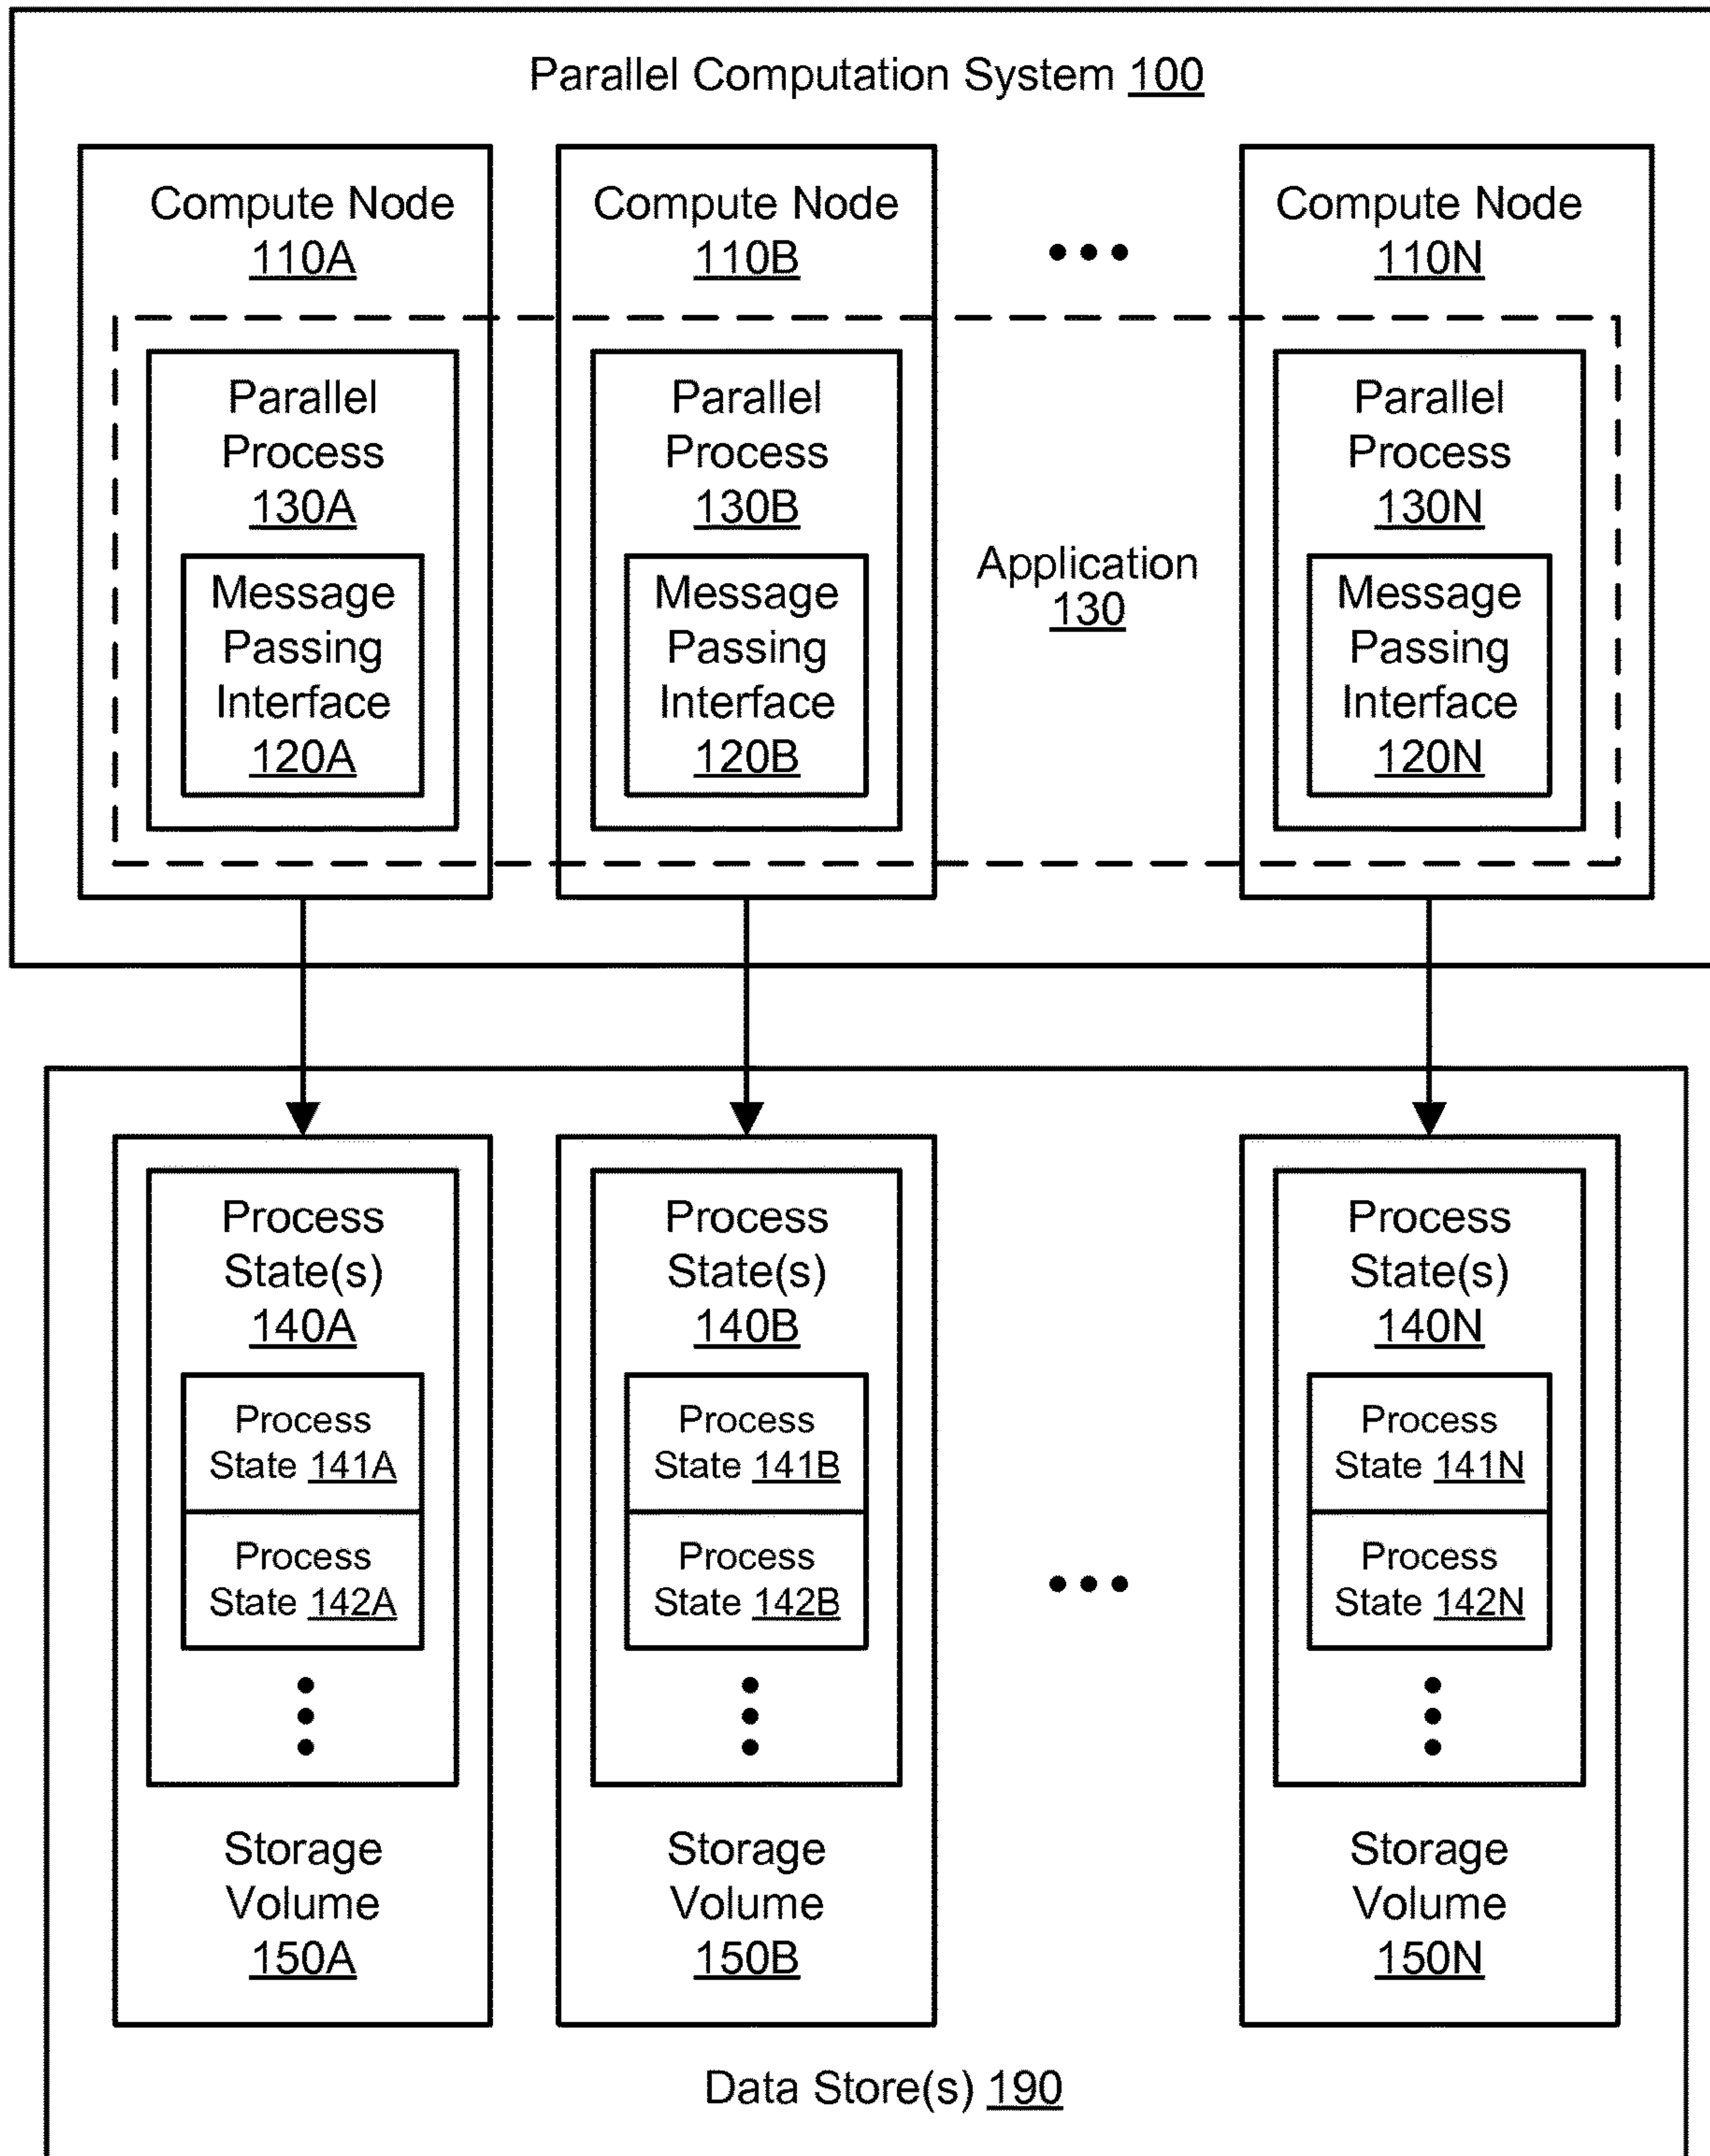 Parallel Computation System 100
Compute Node
110A
Compute Node
110B
Compute Node
110N
Parallel
Process
130A
Message
Passing
Interface
120A
Parallel
Process
130B
Message
Passing
Interface
120B
Application
130
Parallel
Process
130N
Message
Passing
Interface
120N
Process
State(s)
140A
Process
State 141A
Process
State 142A
Storage
Volume
150A
Process
State(s)
140B
Process
State 141B
Process
State 142B
Storage
Volume
150B
Process
State(s)
140N
Process
State 141N
Process
State 142N
Storage
Volume
150N
Data Store(s) 190